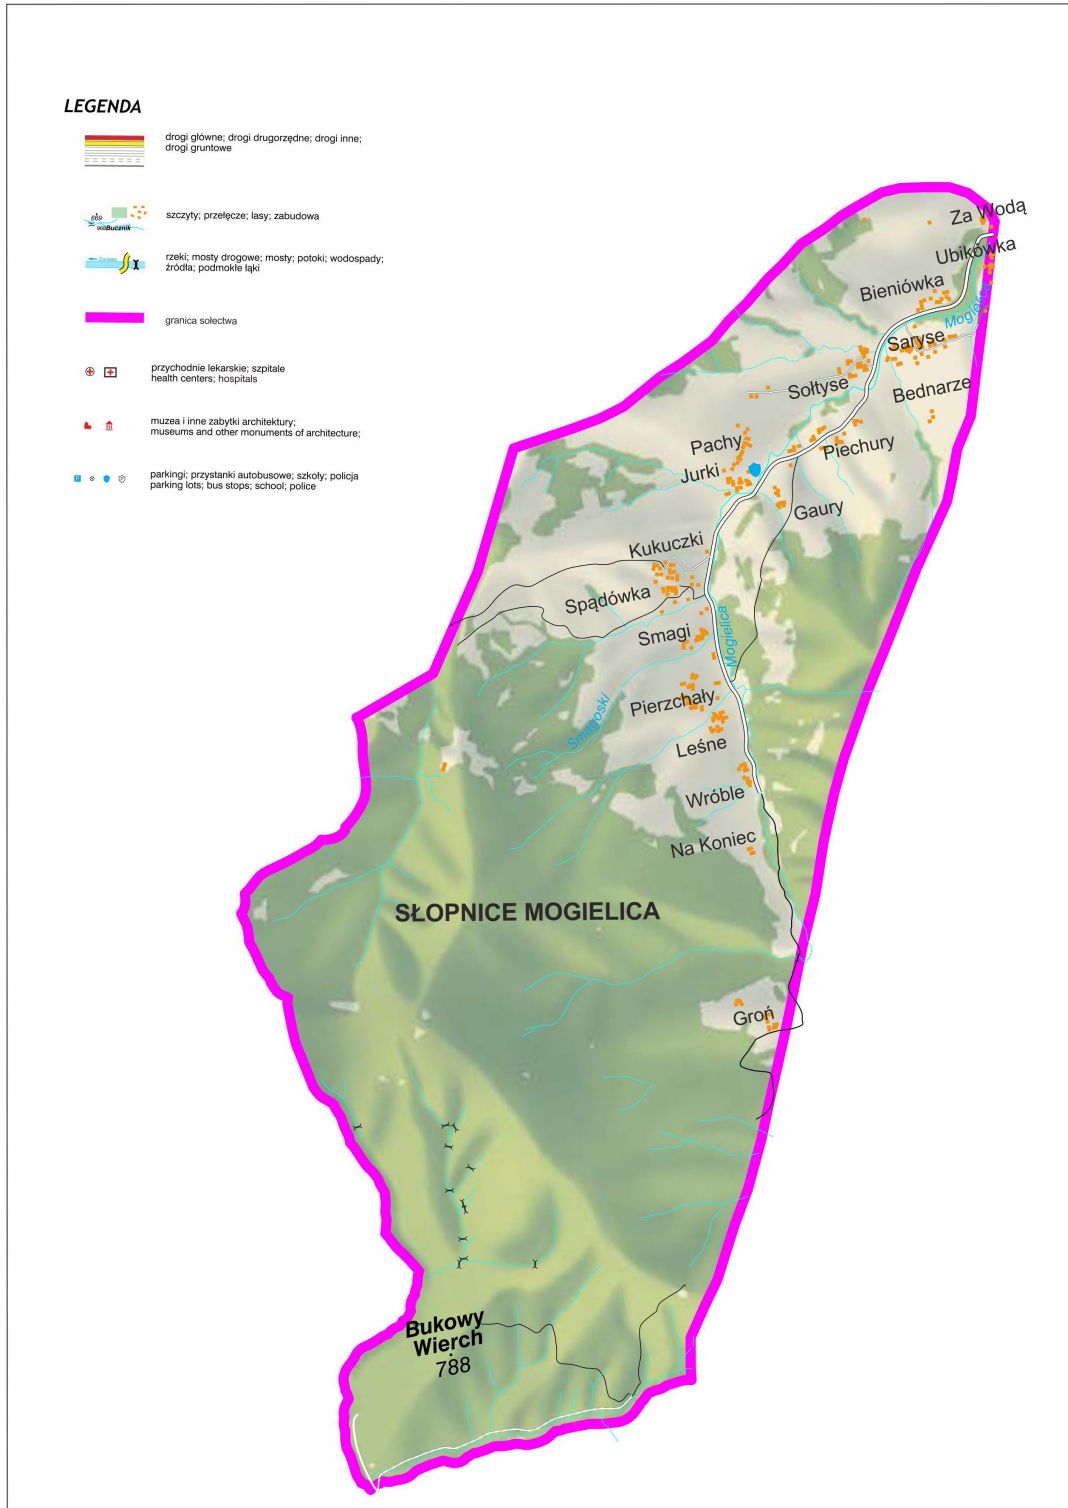 LEGENDA
drogi główne; drogi drugorzędne; drogi inne;
drogi gruntowe
669
968Bucznik
szczyty; przełęcze; lasy; zabudowa
Dunajec
rzeki; mosty drogowe; mosty; potoki; wodospady;
źródła; podmokłe łąki
granica sołectwa
przychodnie lekarskie; szpitale
health centers; hospitals
muzea i inne zabytki architektury;
museums and other monuments of architecture;
P
parkingi; przystanki autobusowe; szkoły; policja
parking lots; bus stops; school; police
Za Wodą
Ubikówka
Bieniówka
Mogielica
Saryse
Sołtyse
Bednarze
Pachy
Piechury
Jurki
Gaury
Kukuczki
Spądówka
Smagi
Mogielica
Pierzchały
Smagoski
Leśne
Wróble
Na Koniec
SŁOPNICE MOGIELICA
Groń
Bukowy
Wierch
788